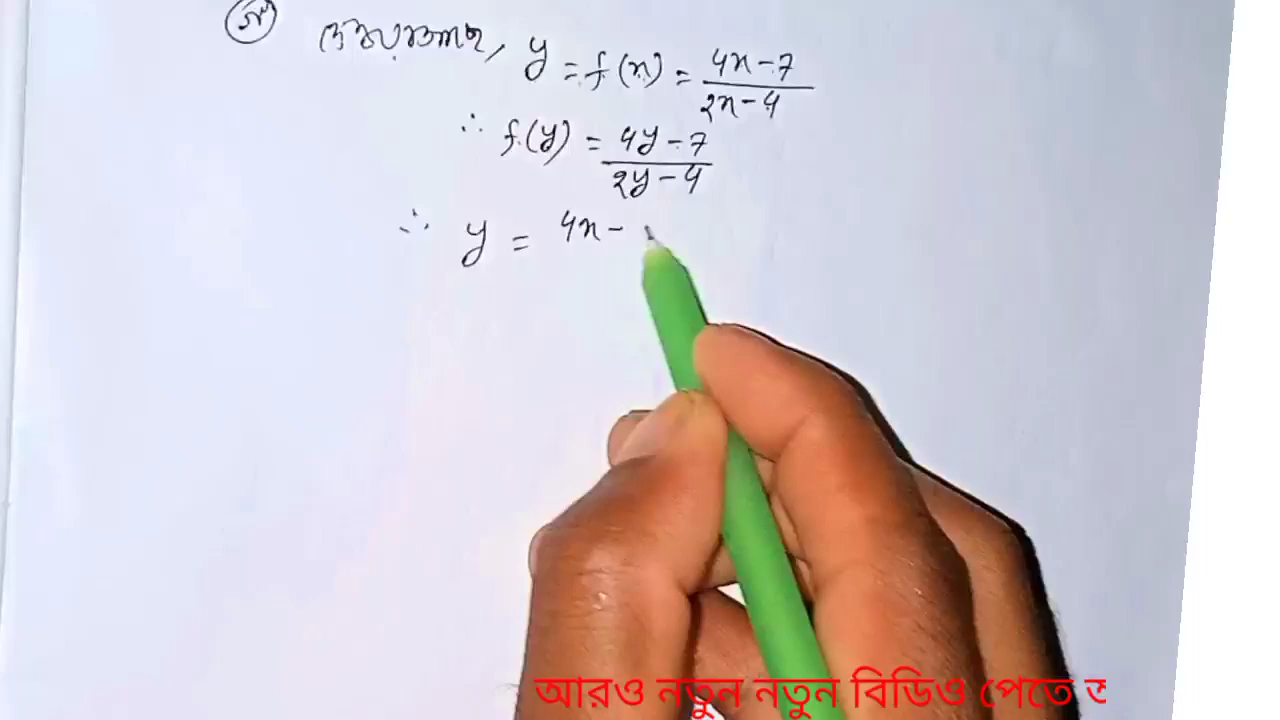 গ দেওয়া আছে, y = f(x) = (4x - 7)/(2x - 4)
∴ f(y) = (4y - 7)/(2y - 4)
∴ y = 4x -
আরও নতুন নতুন বিডিও পেতে